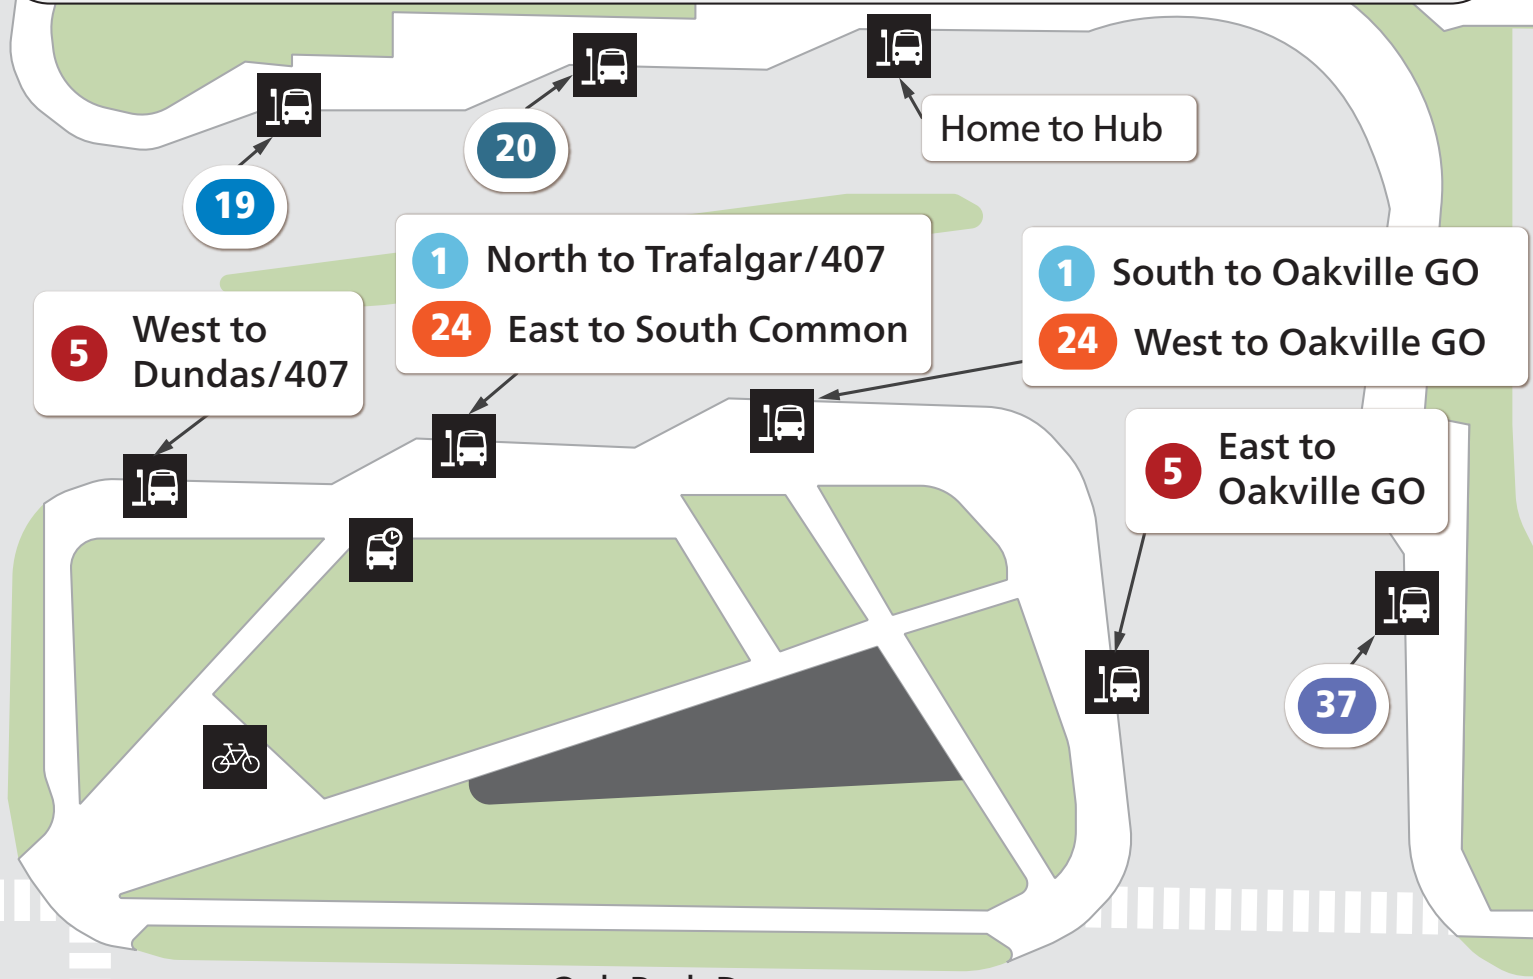 Home to Hub
20
19
1 North to Trafalgar/407
24 East to South Common
1 South to Oakville GO
24 West to Oakville GO
5 West to
Dundas/407
5 East to
Oakville GO
37